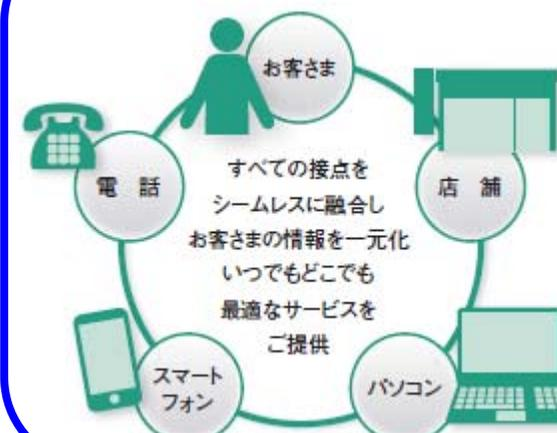 お客さま
電 話
店 舗
すべての接点を
シームレスに融合し
お客さまの情報を一元化
いつでもどこでも
最適なサービスを
ご提供
スマート
フォン
パソコン